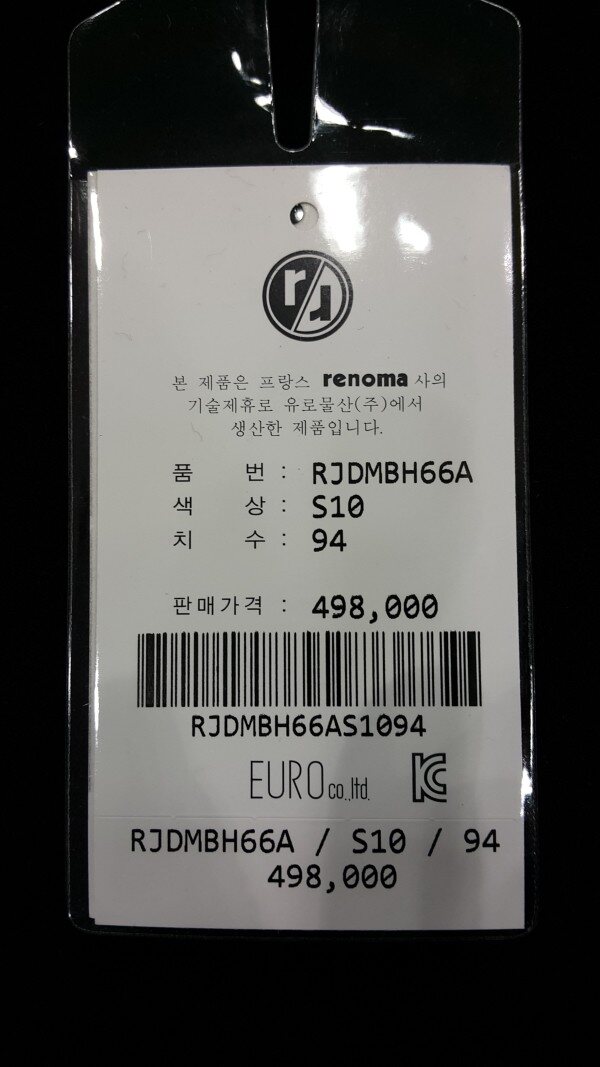 본 제품은 프랑스 renoma 사의
기술제휴로 유로물산(주)에서
생산한 제품입니다.
품 번 : RJDMBH66A
색 상 : S10
치 수 : 94
판매가격 : 498,000
RJDMBH66AS1094
EURO co.,ltd.
RJDMBH66A / S10 / 94
498,000